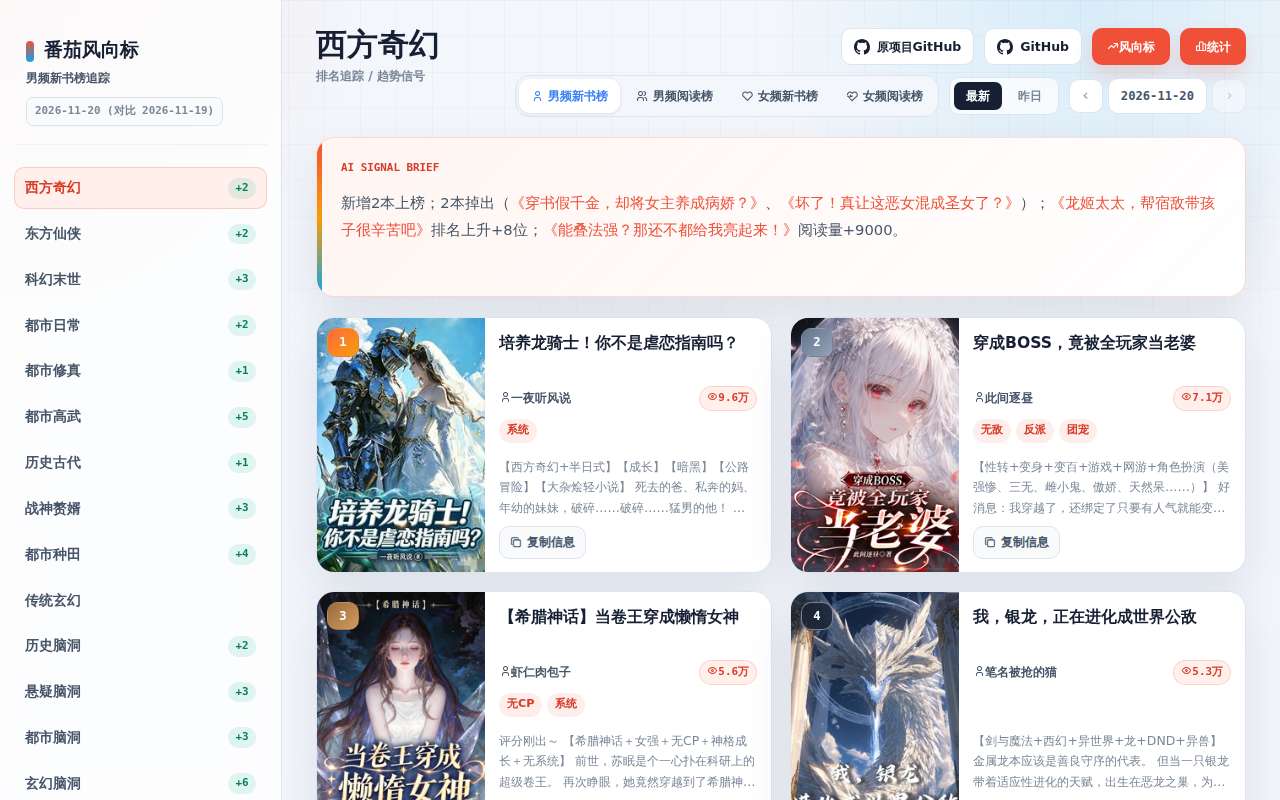 番茄风向标
男频新书榜追踪
2026-11-20 (对比 2026-11-19)
西方奇幻 +2
东方仙侠 +2
科幻末世 +3
都市日常 +2
都市修真 +1
都市高武 +5
历史古代 +1
战神赘婿 +3
都市种田 +4
传统玄幻
历史脑洞 +2
悬疑脑洞 +3
都市脑洞 +3
玄幻脑洞 +6
西方奇幻
排名追踪 / 趋势信号
原项目GitHub
GitHub
风向标
统计
男频新书榜
男频阅读榜
女频新书榜
女频阅读榜
最新
昨日
2026-11-20
AI SIGNAL BRIEF
新增2本上榜；2本掉出（《穿书假千金，却将女主养成病娇？》、《坏了！真让这恶女混成圣女了？》）；《龙姬太太，帮宿敌带孩
子很辛苦吧》排名上升+8位；《能叠法强？那还不都给我亮起来！》阅读量+9000。
1
培养龙骑士！
你不是虐恋指南吗?
一夜听风说 著
培养龙骑士！你不是虐恋指南吗？
一夜听风说
9.6万
系统
【西方奇幻+半日式】【成长】【暗黑】【公路
冒险】【大杂烩轻小说】 死去的爸、私奔的妈、
年幼的妹妹，破碎……破碎……猛男的他！ …
2
穿成BOSS,
竟被全玩家
当老婆
此间逐昼◎著
穿成BOSS，竟被全玩家当老婆
此间逐昼
7.1万
无敌
反派
团宠
【性转+变身+变百+游戏+网游+角色扮演（美
强惨、三无、雌小鬼、傲娇、天然呆……）】 好
消息：我穿越了，还绑定了只要有人气就能变…
复制信息
复制信息
3
【希腊神话】
当卷王穿成
懒惰女神
【希腊神话】当卷王穿成懒惰女神
虾仁肉包子
5.6万
无CP
系统
评分刚出～ 【希腊神话＋女强＋无CP＋神格成
长＋无系统】 前世，苏眠是个一心扑在科研上的
超级卷王。 再次睁眼，她竟然穿越到了希腊神…
4
我，银龙
我，银龙，正在进化成世界公敌
笔名被抢的猫
5.3万
【剑与魔法+西幻+异世界+龙+DND+异兽】
金属龙本应该是善良守序的代表。 但当一只银龙
带着适应性进化的天赋，出生在恶龙之巢，为…